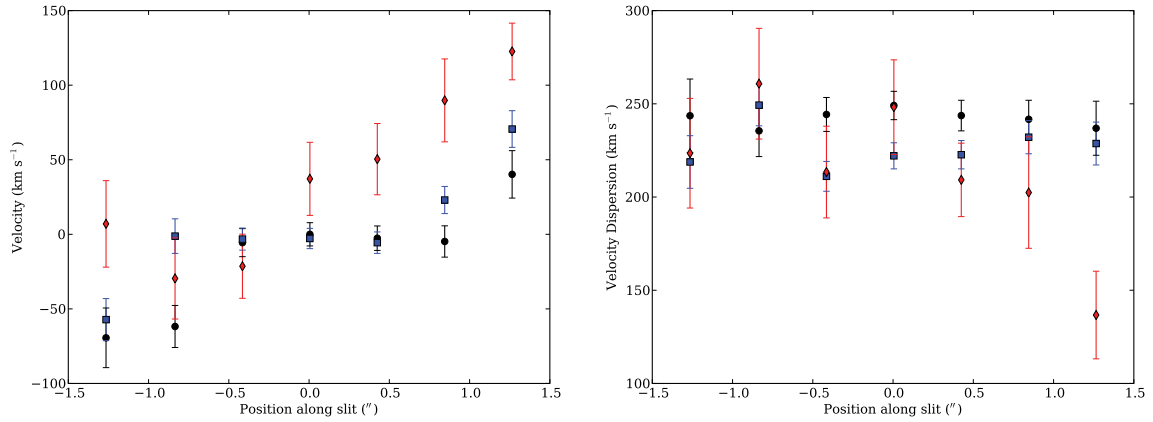 150
100
50
0
−50
−100
−1.5 −1.0 −0.5 0.0 0.5 1.0 1.5
Position along slit (″)
Velocity (km s⁻¹)
300
250
200
150
100
−1.5 −1.0 −0.5 0.0 0.5 1.0 1.5
Position along slit (″)
Velocity Dispersion (km s⁻¹)